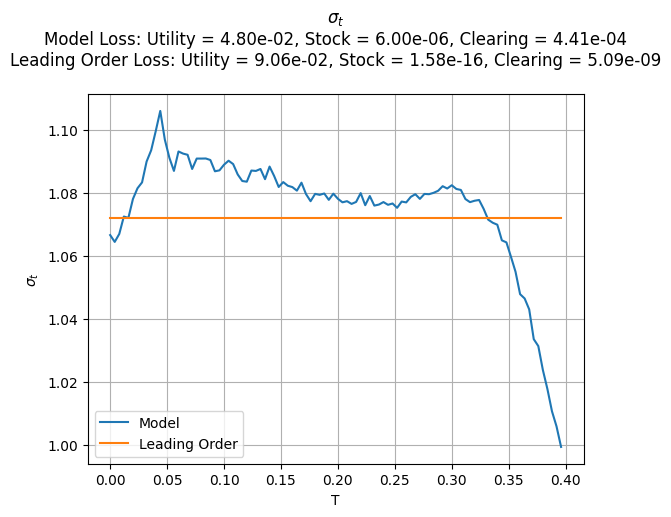 σt
Model Loss: Utility = 4.80e-02, Stock = 6.00e-06, Clearing = 4.41e-04
Leading Order Loss: Utility = 9.06e-02, Stock = 1.58e-16, Clearing = 5.09e-09
1.10
1.08
1.06
1.04
1.02
1.00
σt
Model
Leading Order
0.00 0.05 0.10 0.15 0.20 0.25 0.30 0.35 0.40
T